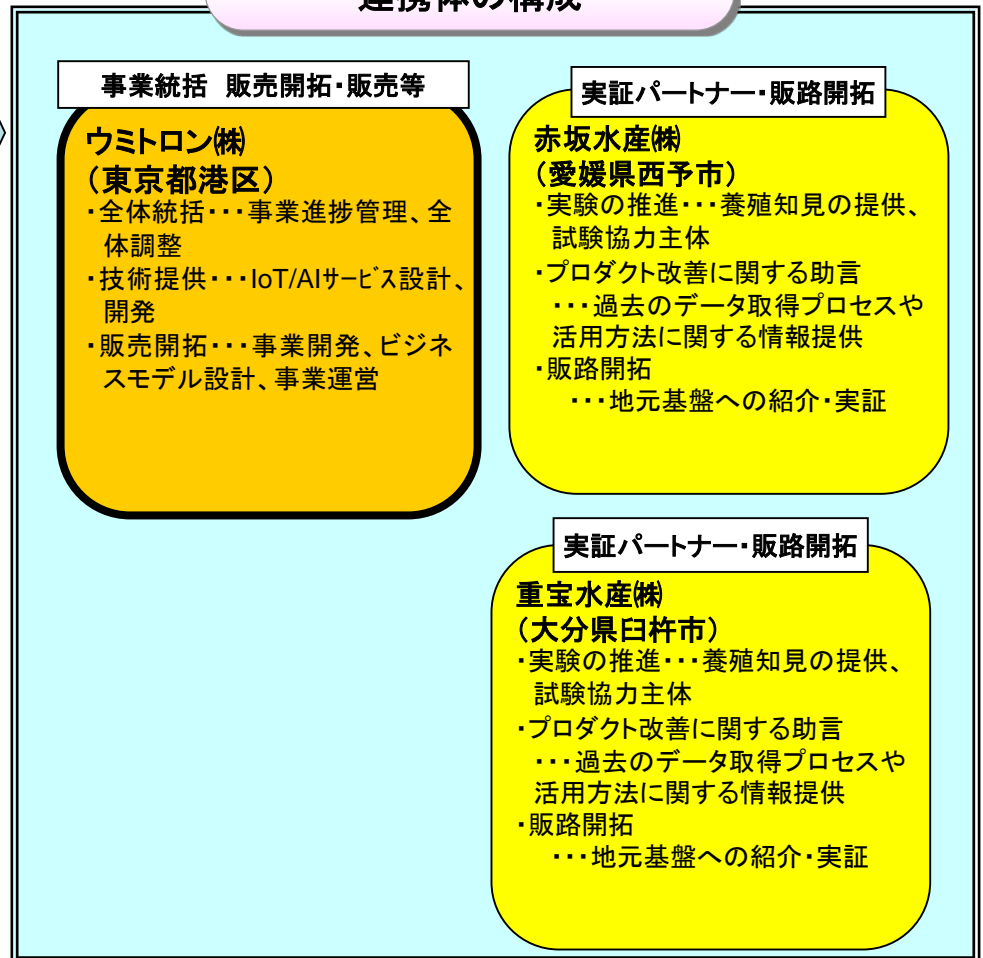 連携体の構成
事業統括 販売開拓・販売等
ウミトロン㈱
(東京都港区)
・全体統括・・・事業進捗管理、全
体調整
・技術提供・・・IoT/AIサービス設計、
開発
・販売開拓・・・事業開発、ビジネ
スモデル設計、事業運営
実証パートナー・販路開拓
赤坂水産㈱
(愛媛県西予市)
・実験の推進・・・養殖知見の提供、
試験協力主体
・プロダクト改善に関する助言
・・・過去のデータ取得プロセスや
活用方法に関する情報提供
・販路開拓
・・・地元基盤への紹介・実証
実証パートナー・販路開拓
重宝水産㈱
(大分県臼杵市)
・実験の推進・・・養殖知見の提供、
試験協力主体
・プロダクト改善に関する助言
・・・過去のデータ取得プロセスや
活用方法に関する情報提供
・販路開拓
・・・地元基盤への紹介・実証